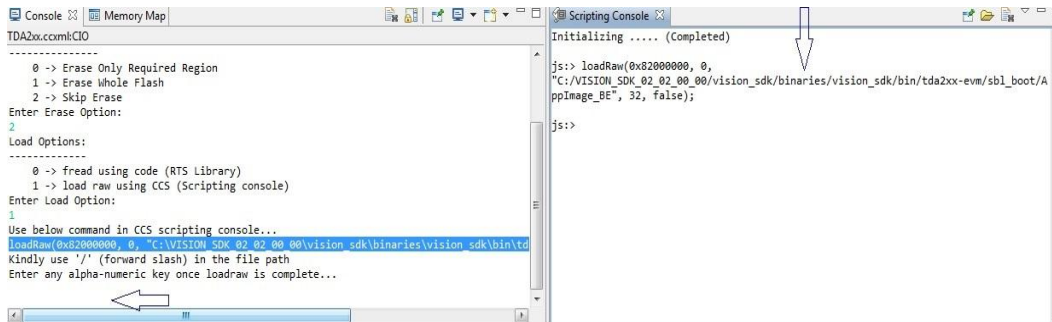 Console
Memory Map
TDA2xx.ccxml:CIO
---------------
0 -> Erase Only Required Region
1 -> Erase Whole Flash
2 -> Skip Erase
Enter Erase Option:
2
Load Options:
-------------
0 -> fread using code (RTS Library)
1 -> load raw using CCS (Scripting console)
Enter Load Option:
1
Use below command in CCS scripting console...
loadRaw(0x82000000, 0, "C:\VISION_SDK_02_02_00_00\vision_sdk\binaries\vision_sdk\bin\td
Kindly use '/' (forward slash) in the file path
Enter any alpha-numeric key once loadraw is complete...
Scripting Console
Initializing ..... (Completed)
js:> loadRaw(0x82000000, 0,
"C:/VISION_SDK_02_02_00_00/vision_sdk/binaries/vision_sdk/bin/tda2xx-evm/sbl_boot/A
ppImage_BE", 32, false);
js:>